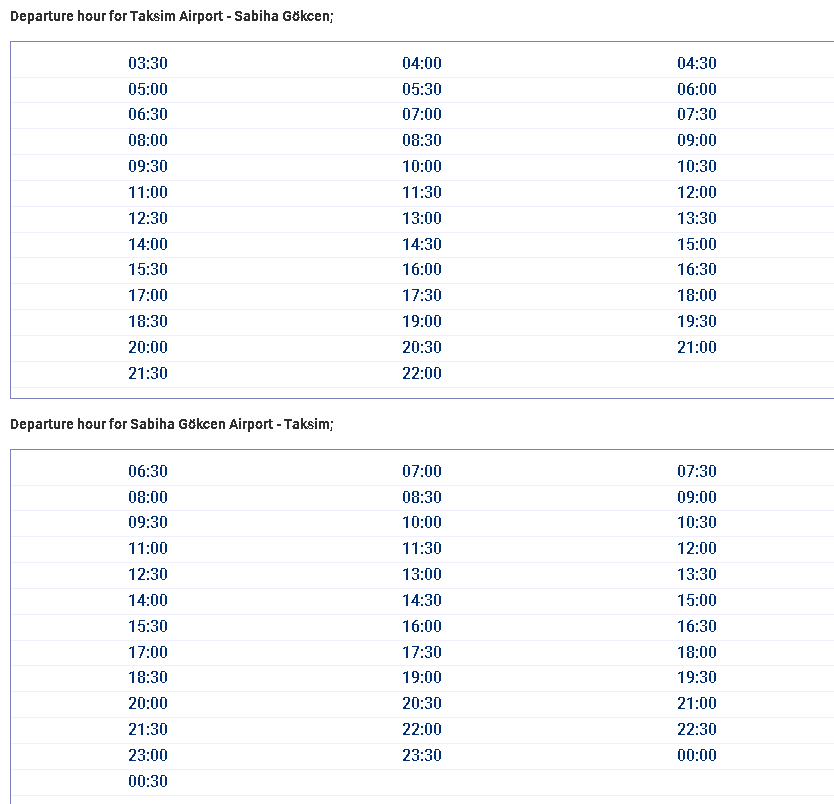 Departure hour for Taksim Airport - Sabiha Gökcen;
03:30 04:00 04:30
05:00 05:30 06:00
06:30 07:00 07:30
08:00 08:30 09:00
09:30 10:00 10:30
11:00 11:30 12:00
12:30 13:00 13:30
14:00 14:30 15:00
15:30 16:00 16:30
17:00 17:30 18:00
18:30 19:00 19:30
20:00 20:30 21:00
21:30 22:00
Departure hour for Sabiha Gökcen Airport - Taksim;
06:30 07:00 07:30
08:00 08:30 09:00
09:30 10:00 10:30
11:00 11:30 12:00
12:30 13:00 13:30
14:00 14:30 15:00
15:30 16:00 16:30
17:00 17:30 18:00
18:30 19:00 19:30
20:00 20:30 21:00
21:30 22:00 22:30
23:00 23:30 00:00
00:30